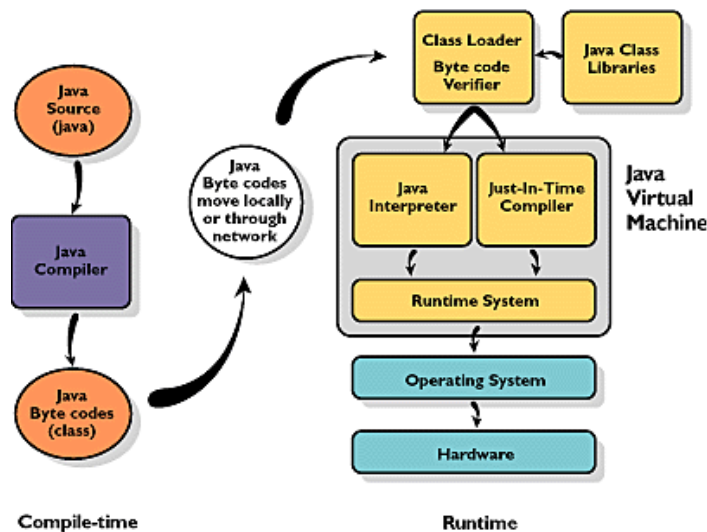 Java
Source
(java)
Java
Compiler
Java
Byte codes
(class)
Compile-time
Java
Byte codes
move locally
or through
network
Class Loader
Byte code
Verifier
Java Class
Libraries
Java
Interpreter
Just-In-Time
Compiler
Runtime System
Java
Virtual
Machine
Operating System
Hardware
Runtime